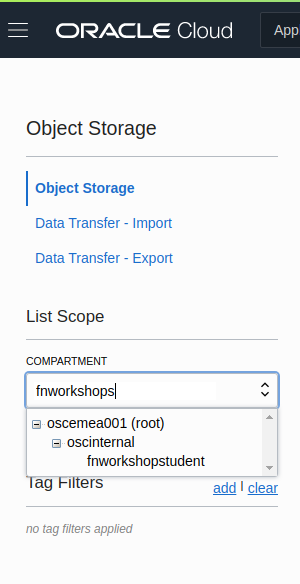 ORACLE Cloud
App
Object Storage
Object Storage
Data Transfer - Import
Data Transfer - Export
List Scope
COMPARTMENT
fnworkshops
oscemea001 (root)
oscinternal
fnworkshopstudent
Tag Filters
add | clear
no tag filters applied